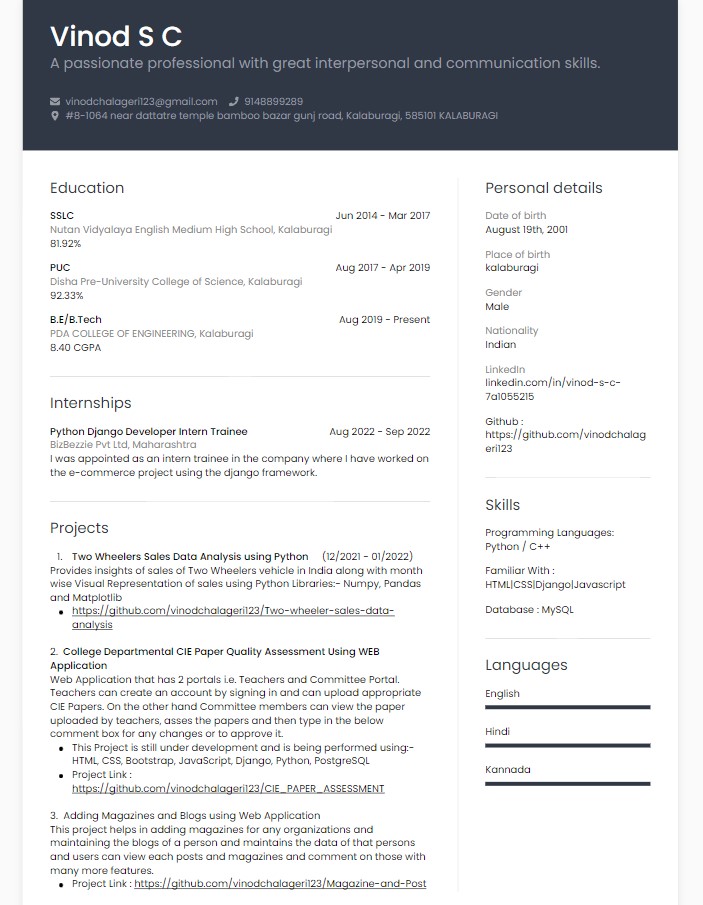 Vinod S C
A passionate professional with great interpersonal and communication skills.
vinodchalageri123@gmail.com 9148899289
#8-1064 near dattatre temple bamboo bazar gunj road, Kalaburagi, 585101 KALABURAGI
Education
SSLC Jun 2014 - Mar 2017
Nutan Vidyalaya English Medium High School, Kalaburagi
81.92%
PUC Aug 2017 - Apr 2019
Disha Pre-University College of Science, Kalaburagi
92.33%
B.E/B.Tech Aug 2019 - Present
PDA COLLEGE OF ENGINEERING, Kalaburagi
8.40 CGPA
Internships
Python Django Developer Intern Trainee Aug 2022 - Sep 2022
BizBezzie Pvt Ltd, Maharashtra
I was appointed as an intern trainee in the company where I have worked on
the e-commerce project using the django framework.
Projects
1. Two Wheelers Sales Data Analysis using Python (12/2021 - 01/2022)
Provides insights of sales of Two Wheelers vehicle in India along with month
wise Visual Representation of sales using Python Libraries:- Numpy, Pandas
and Matplotlib
• https://github.com/vinodchalageri123/Two-wheeler-sales-data-
analysis
2. College Departmental CIE Paper Quality Assessment Using WEB
Application
Web Application that has 2 portals i.e. Teachers and Committee Portal.
Teachers can create an account by signing in and can upload appropriate
CIE Papers. On the other hand Committee members can view the paper
uploaded by teachers, asses the papers and then type in the below
comment box for any changes or to approve it.
• This Project is still under development and is being performed using:-
HTML, CSS, Bootstrap, JavaScript, Django, Python, PostgreSQL
• Project Link :
https://github.com/vinodchalageri123/CIE_PAPER_ASSESSMENT
3. Adding Magazines and Blogs using Web Application
This project helps in adding magazines for any organizations and
maintaining the blogs of a person and maintains the data of that persons
and users can view each posts and magazines and comment on those with
many more features.
• Project Link : https://github.com/vinodchalageri123/Magazine-and-Post
Personal details
Date of birth
August 19th, 2001
Place of birth
kalaburagi
Gender
Male
Nationality
Indian
LinkedIn
linkedin.com/in/vinod-s-c-
7a1055215
Github :
https://github.com/vinodchalag
eri123
Skills
Programming Languages:
Python / C++
Familiar With :
HTML|CSS|Django|Javascript
Database : MySQL
Languages
English
Hindi
Kannada